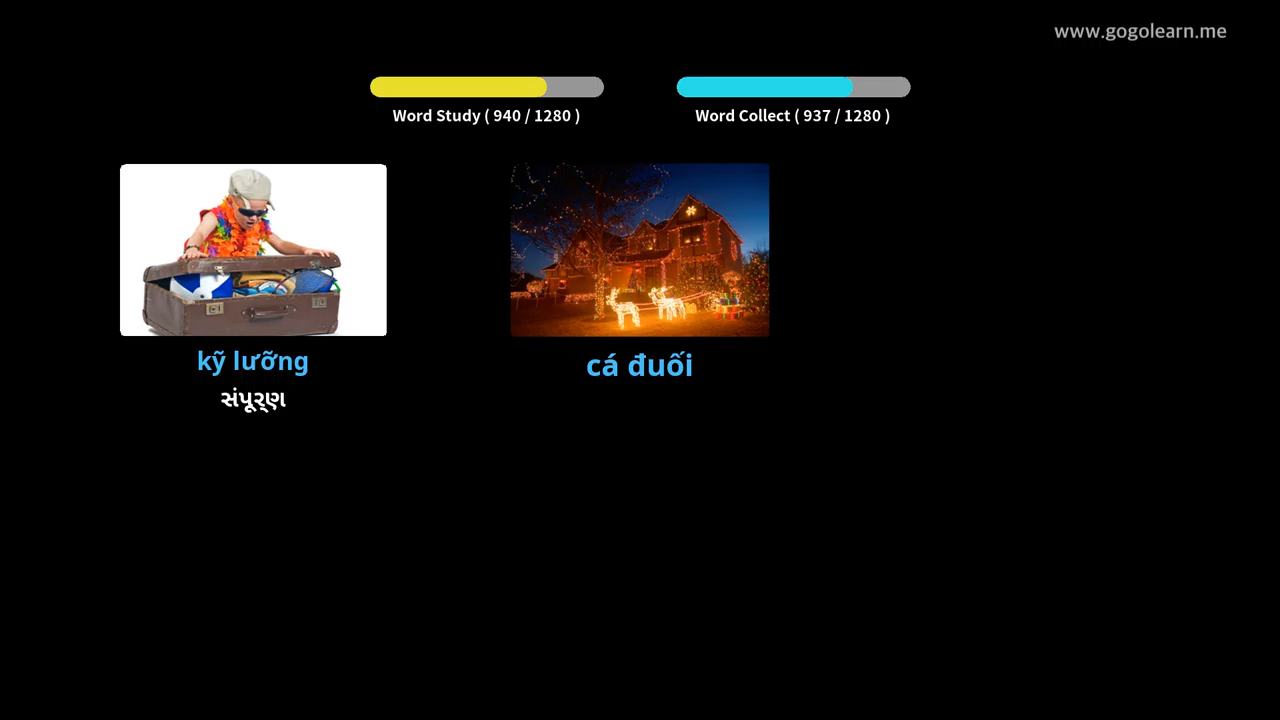 www.gogolearn.me
Word Study ( 940 / 1280 )
Word Collect ( 937 / 1280 )
kỹ lưỡng
સંપૂર્ણ
cá đuối